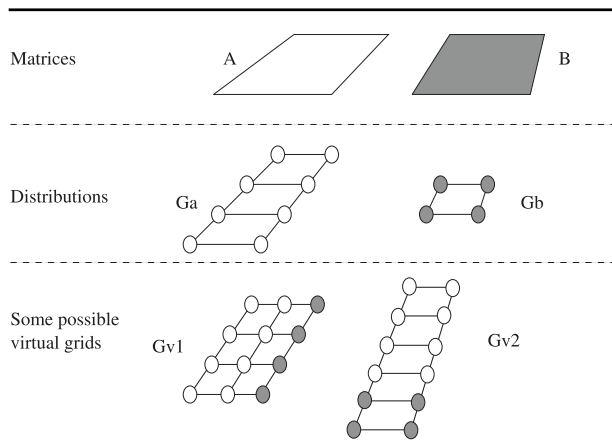 Matrices
A
B
Distributions
Ga
Gb
Some possible
virtual grids
Gv1
Gv2